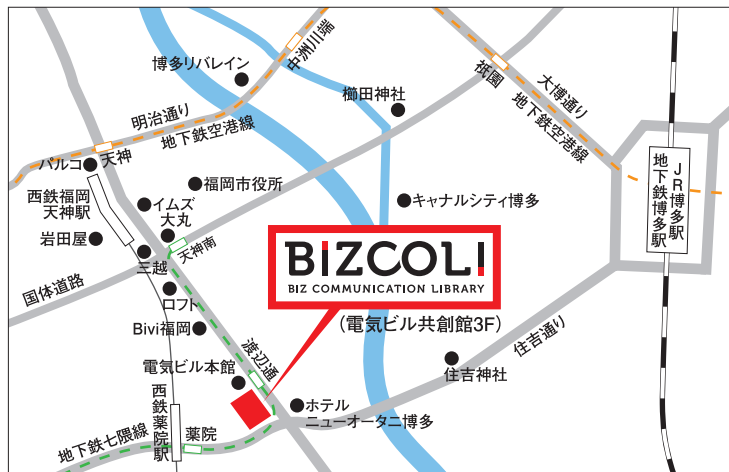 中洲川端
博多リバレイン
祇園
大博通り
地下鉄空港線
櫛田神社
明治通り
地下鉄空港線
天神
パルコ
JR博多駅
地下鉄博多駅
西鉄福岡
天神駅
福岡市役所
イムズ
大丸
キャナルシティ博多
岩田屋
天神南
三越
BIZCOLI
BIZ COMMUNICATION LIBRARY
国体道路
ロフト
(電気ビル共創館3F)
Bivi福岡
渡辺通
住吉通り
電気ビル本館
住吉神社
西鉄薬院駅
ホテル
ニューオータニ博多
地下鉄七隈線
薬院